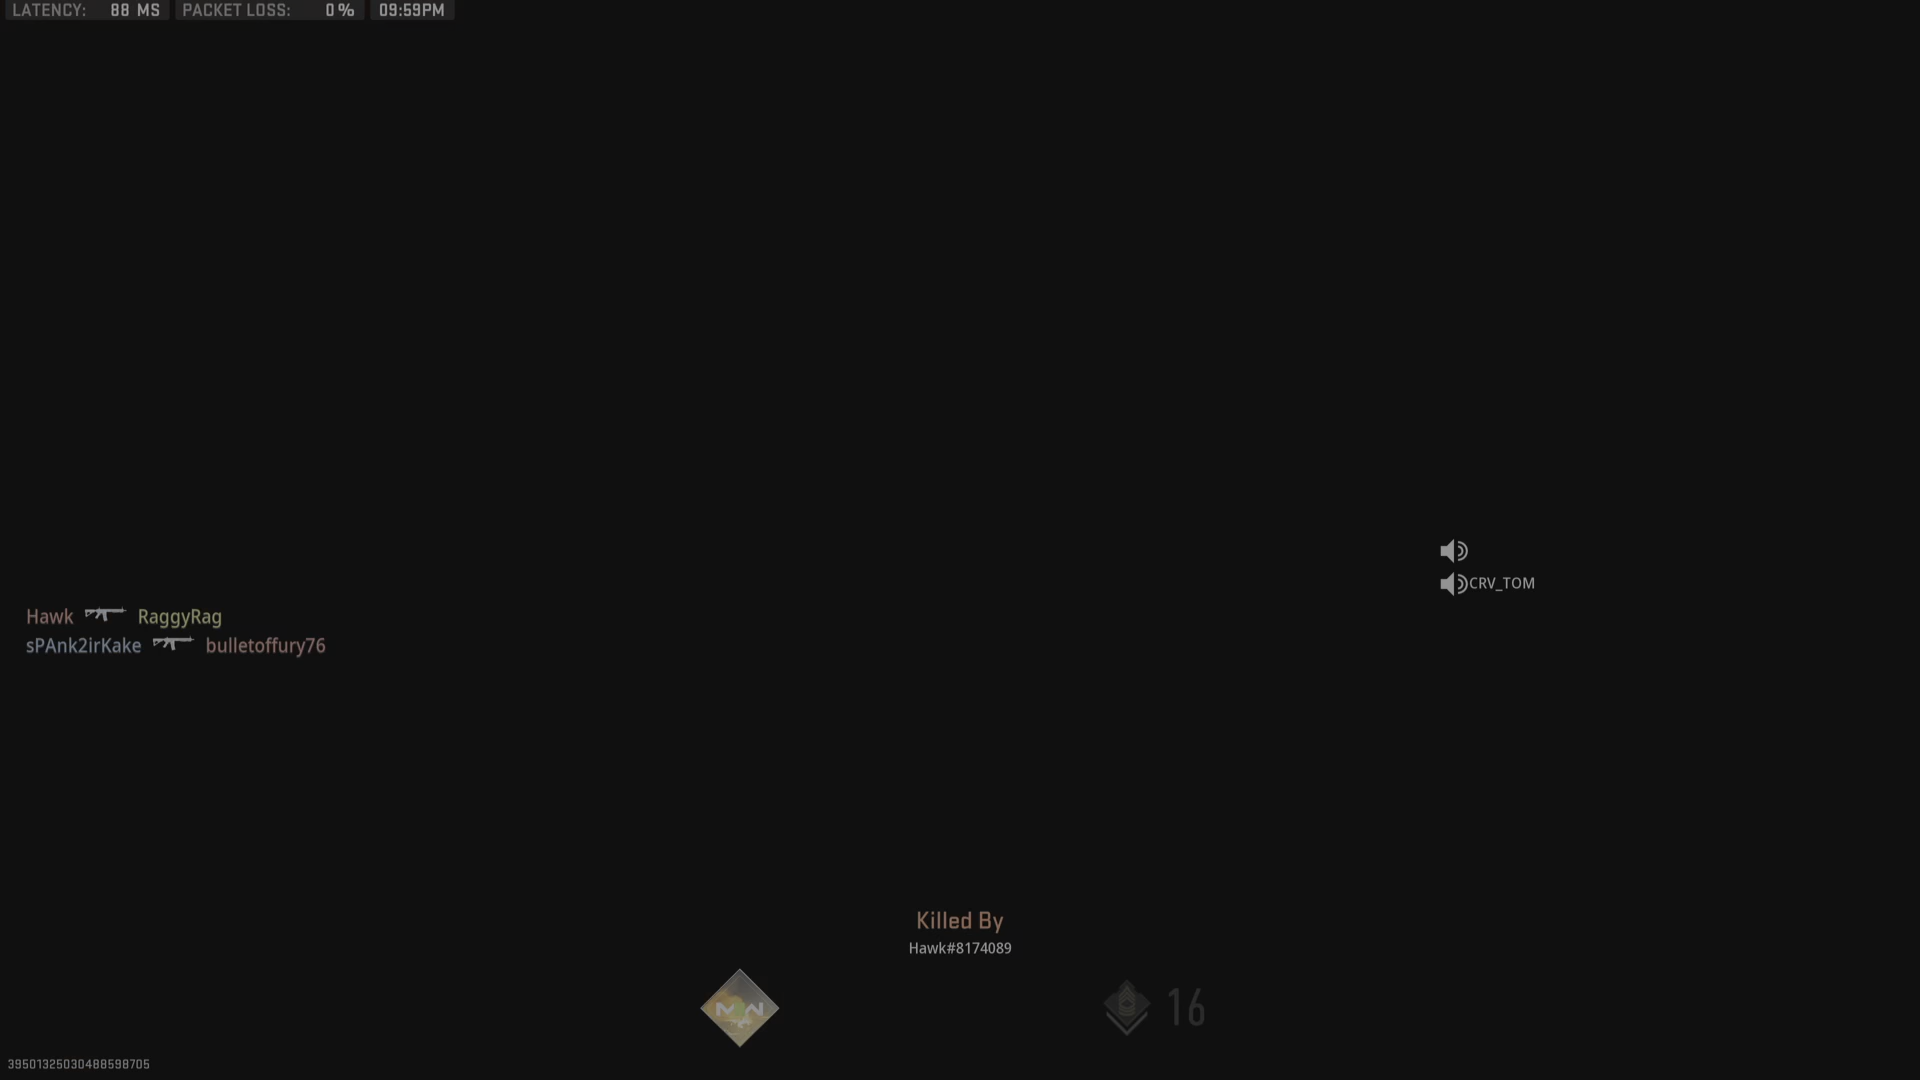 LATENCY: 88 MS PACKET LOSS: 0 % 09:59PM
CRV_TOM
Hawk RaggyRag
sPAnk2irKake bulletoffury76
Killed By
Hawk#8174089
MW
16
39501325030488598705